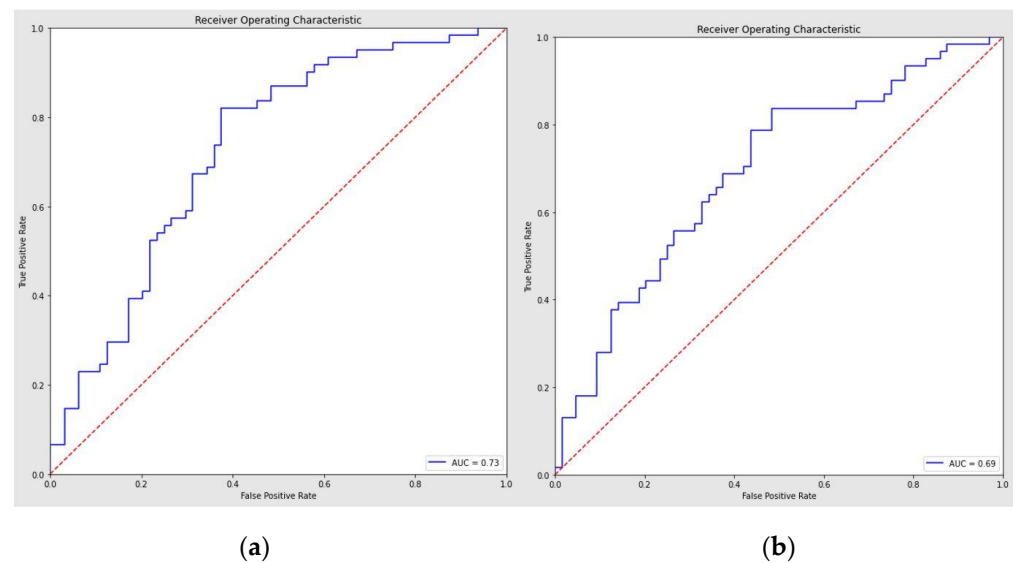 Receiver Operating Characteristic
1.0
0.8
0.6
0.4
0.2
0.0
True Positive Rate
AUC = 0.73
0.0 0.2 0.4 0.6 0.8 1.0
False Positive Rate
(a)
Receiver Operating Characteristic
1.0
0.8
0.6
0.4
0.2
0.0
True Positive Rate
AUC = 0.69
0.0 0.2 0.4 0.6 0.8 1.0
False Positive Rate
(b)